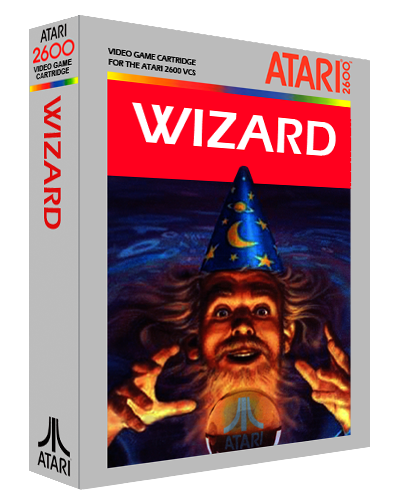 ATARI
2600
VIDEO GAME
CARTRIDGE
WIZARD
ATARI
VIDEO GAME CARTRIDGE
FOR THE ATARI 2600 VCS
ATARI
2600
WIZARD
ATARI